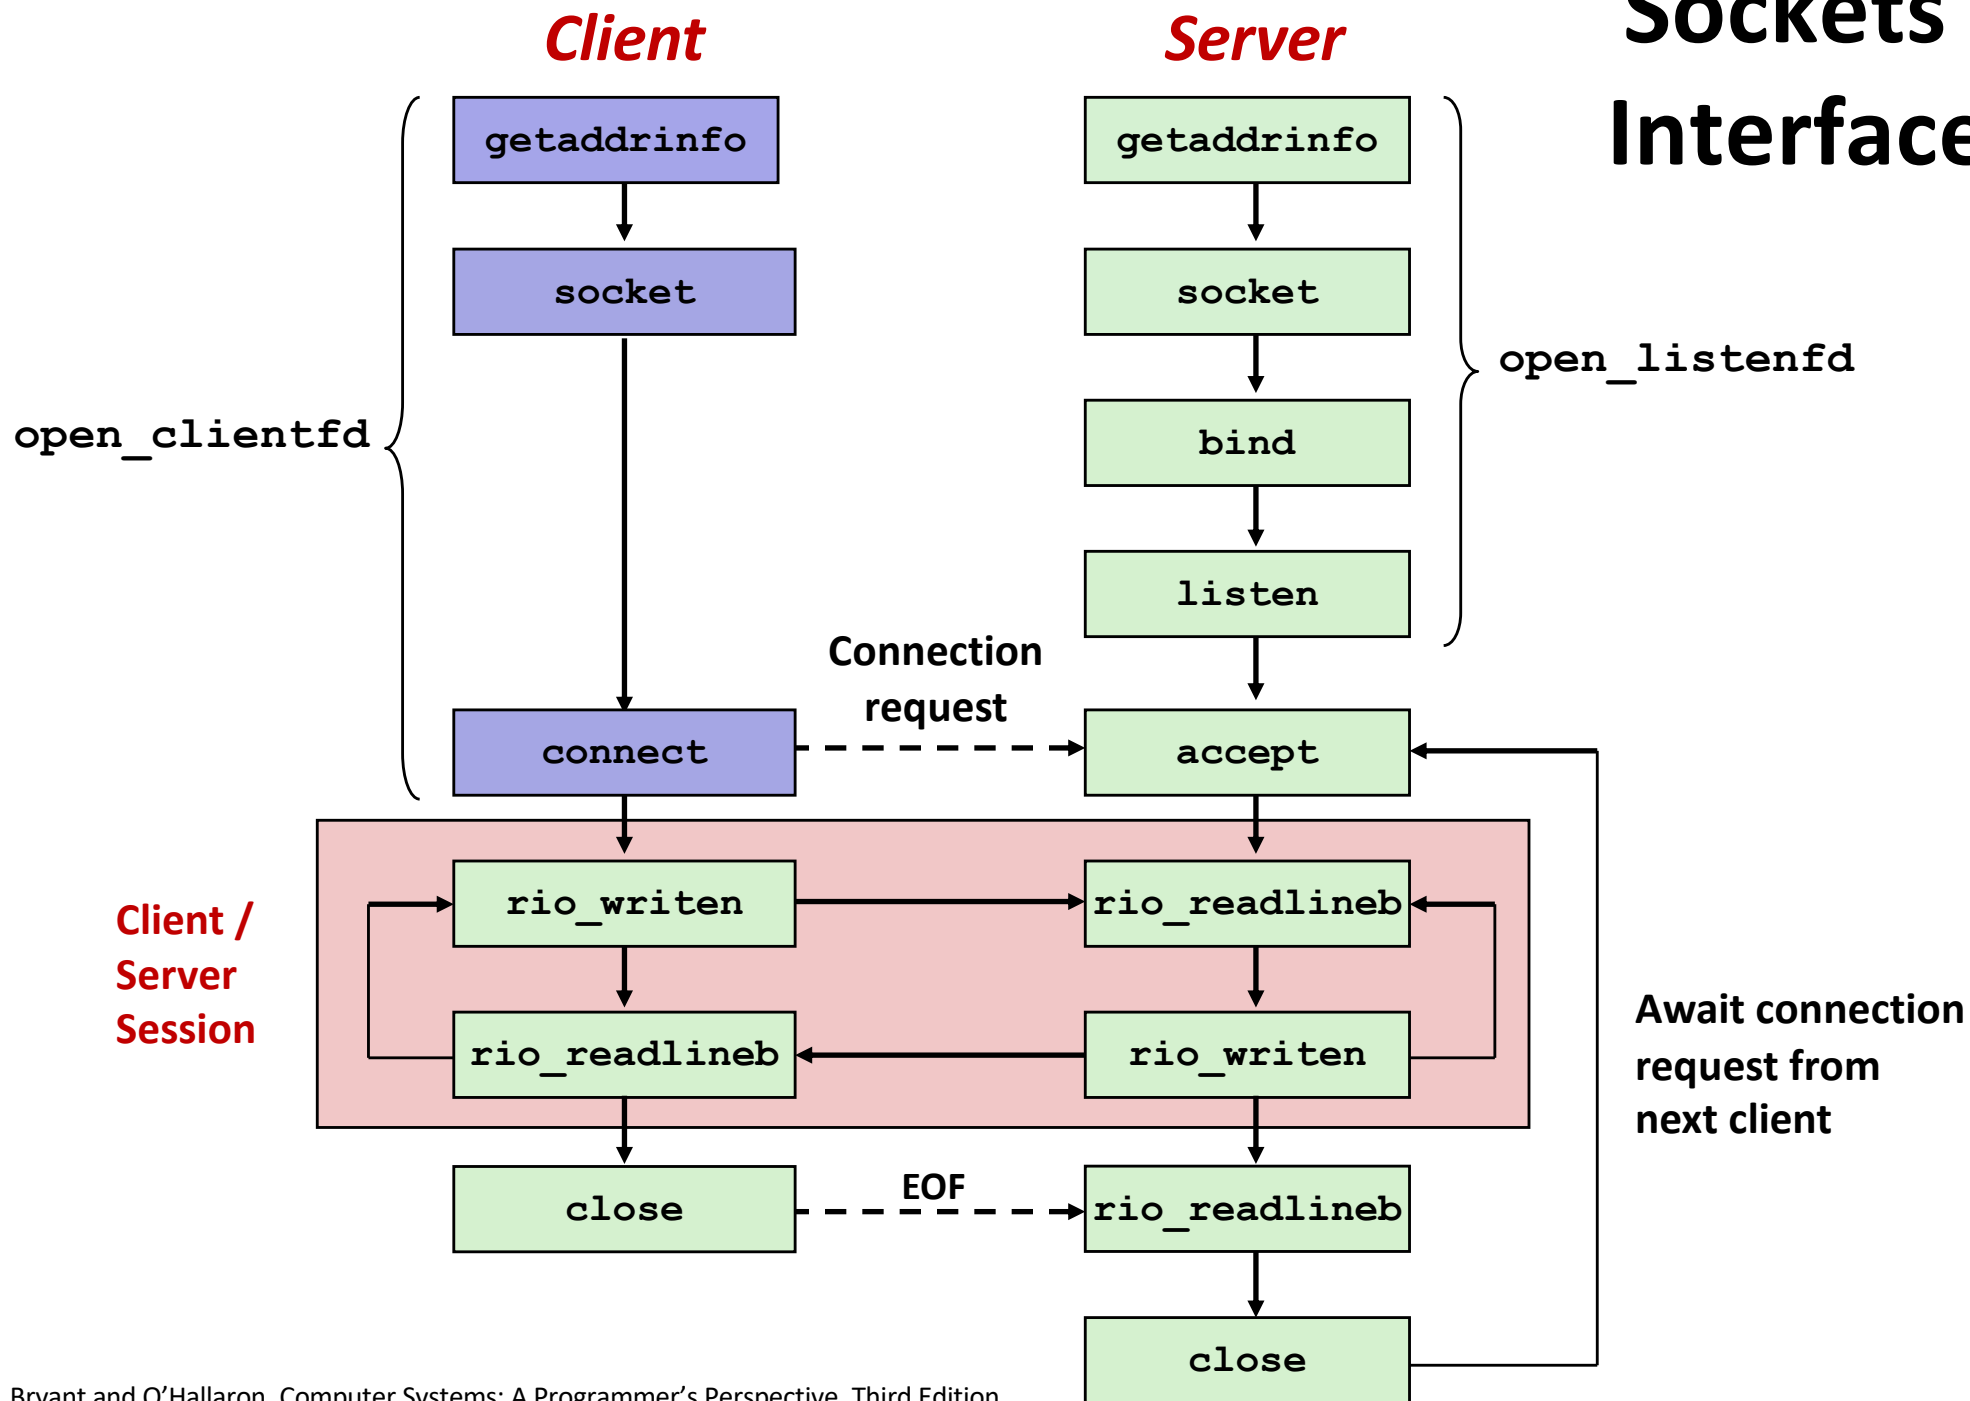 Sockets
Interface
Client
Server
getaddrinfo
getaddrinfo
socket
socket
open_listenfd
open_clientfd
bind
listen
Connection
request
connect
accept
Client /
Server
Session
rio_writen
rio_readlineb
rio_readlineb
rio_writen
Await connection
request from
next client
close
EOF
rio_readlineb
close
Bryant and O’Hallaron, Computer Systems: A Programmer’s Perspective, Third Edition